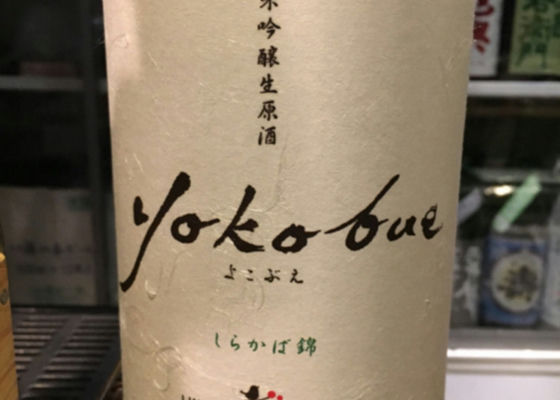 米吟醸生原酒
Yokobue
よこぶえ
しらかば錦